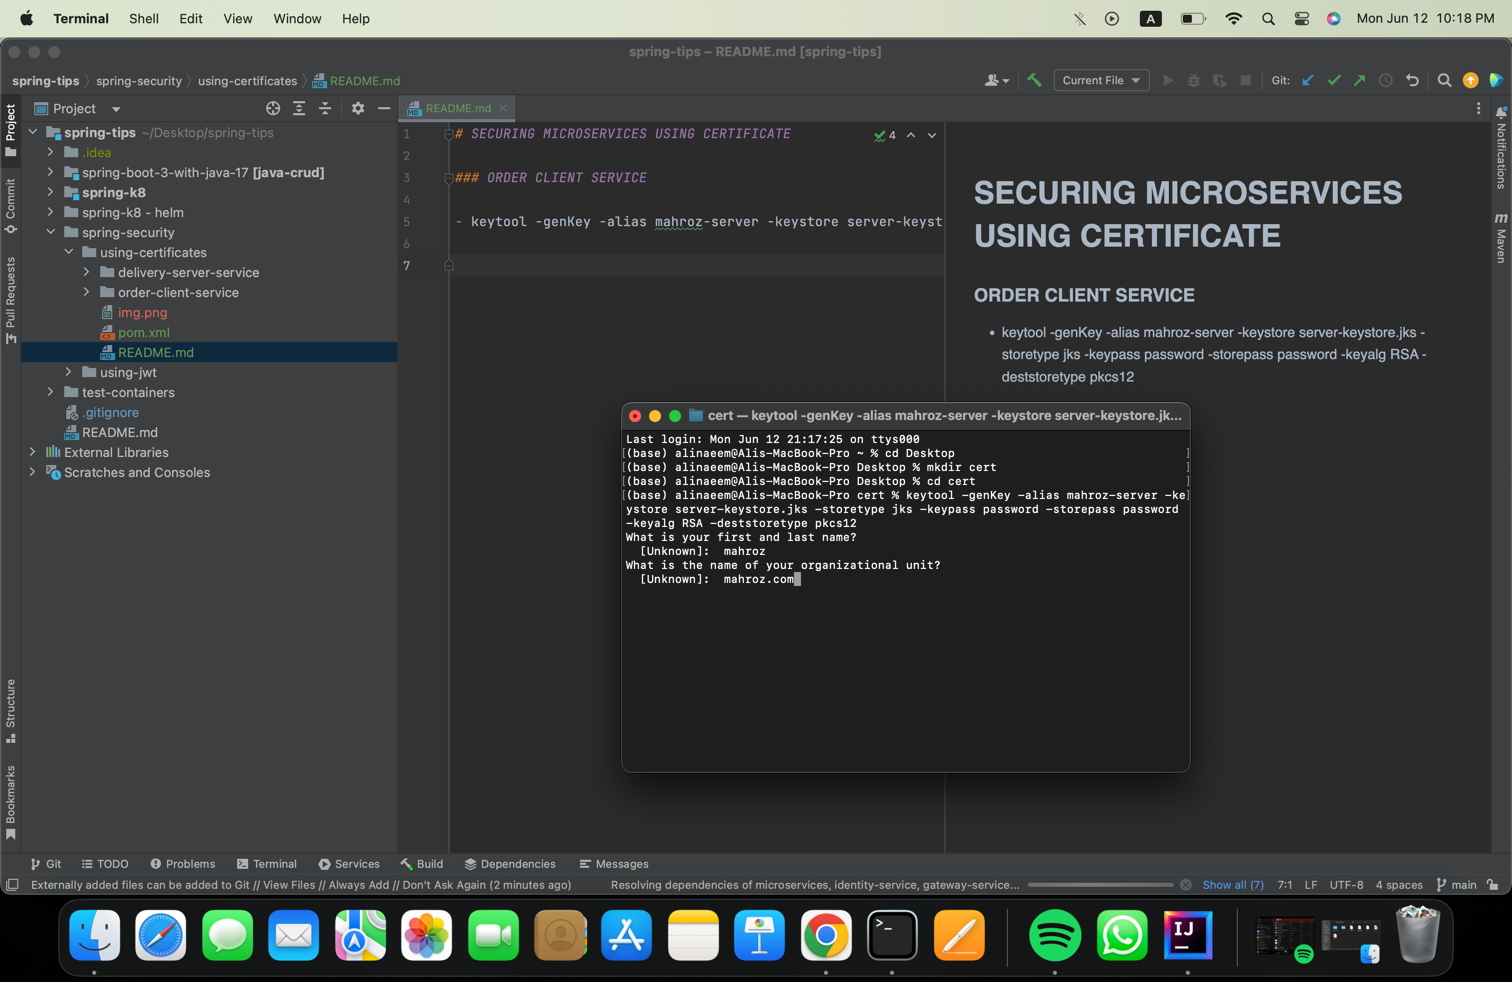 Terminal Shell Edit View Window Help A Mon Jun 12 10:18 PM
spring-tips – README.md [spring-tips]
spring-tips spring-security using-certificates README.md Current File Git:
Project README.md
Project
Commit
Pull Requests
Structure
Bookmarks
spring-tips ~/Desktop/spring-tips
.idea
spring-boot-3-with-java-17 [java-crud]
spring-k8
spring-k8 - helm
spring-security
using-certificates
delivery-server-service
order-client-service
img.png
pom.xml
README.md
using-jwt
test-containers
.gitignore
README.md
External Libraries
Scratches and Consoles
1 # SECURING MICROSERVICES USING CERTIFICATE 4
2
3 ### ORDER CLIENT SERVICE
4
5 - keytool -genKey -alias mahroz-server -keystore server-keyst
6
7
SECURING MICROSERVICES
USING CERTIFICATE
ORDER CLIENT SERVICE
• keytool -genKey -alias mahroz-server -keystore server-keystore.jks -
storetype jks -keypass password -storepass password -keyalg RSA -
deststoretype pkcs12
Notifications
m Maven
cert — keytool -genKey -alias mahroz-server -keystore server-keystore.jk...
Last login: Mon Jun 12 21:17:25 on ttys000
[(base) alinaeem@Alis-MacBook-Pro ~ % cd Desktop ]
[(base) alinaeem@Alis-MacBook-Pro Desktop % mkdir cert ]
[(base) alinaeem@Alis-MacBook-Pro Desktop % cd cert ]
[(base) alinaeem@Alis-MacBook-Pro cert % keytool -genKey -alias mahroz-server -ke]
ystore server-keystore.jks -storetype jks -keypass password -storepass password
-keyalg RSA -deststoretype pkcs12
What is your first and last name?
[Unknown]: mahroz
What is the name of your organizational unit?
[Unknown]: mahroz.com
Git TODO Problems Terminal Services Build Dependencies Messages
Externally added files can be added to Git // View Files // Always Add // Don't Ask Again (2 minutes ago) Resolving dependencies of microservices, identity-service, gateway-service... Show all (7) 7:1 LF UTF-8 4 spaces main
>_ IJ